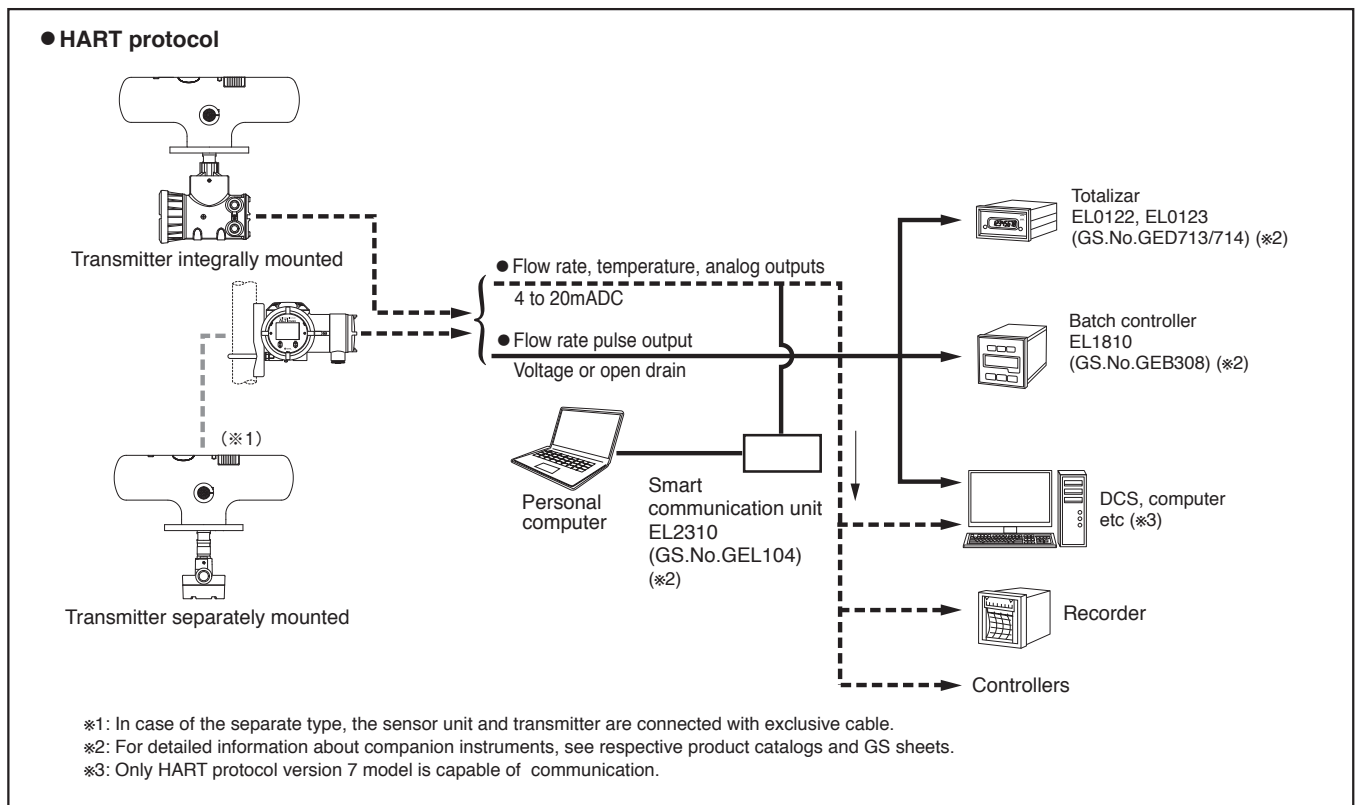 ● HART protocol
Transmitter integrally mounted
● Flow rate, temperature, analog outputs
4 to 20mADC
● Flow rate pulse output
Voltage or open drain
Totalizar
EL0122, EL0123
(GS.No.GED713/714) (※2)
Batch controller
EL1810
(GS.No.GEB308) (※2)
(※1)
Transmitter separately mounted
Personal
computer
Smart
communication unit
EL2310
(GS.No.GEL104)
(※2)
DCS, computer
etc (※3)
Recorder
Controllers
※1: In case of the separate type, the sensor unit and transmitter are connected with exclusive cable.
※2: For detailed information about companion instruments, see respective product catalogs and GS sheets.
※3: Only HART protocol version 7 model is capable of  communication.